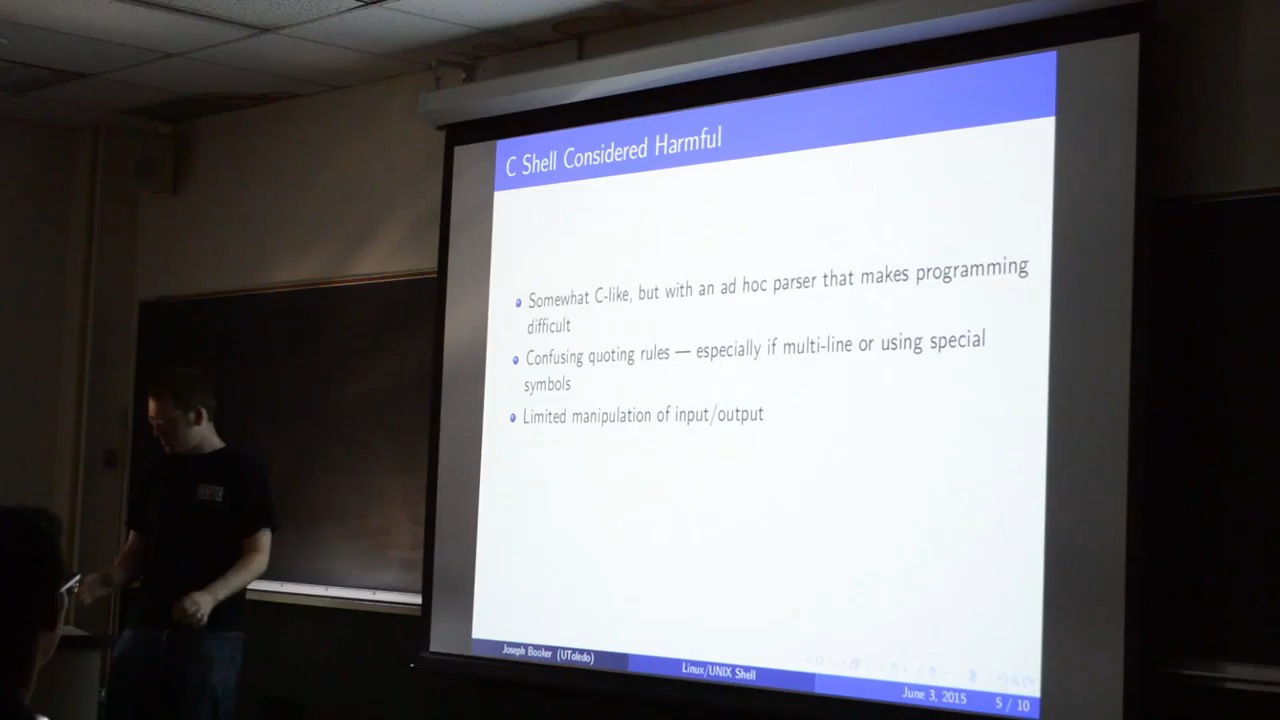 C Shell Considered Harmful
Somewhat C-like, but with an ad hoc parser that makes programming
difficult
Confusing quoting rules — especially if multi-line or using special
symbols
Limited manipulation of input/output
Joseph Booker (UToledo)
Linux/UNIX Shell
June 3, 2015
5 / 10